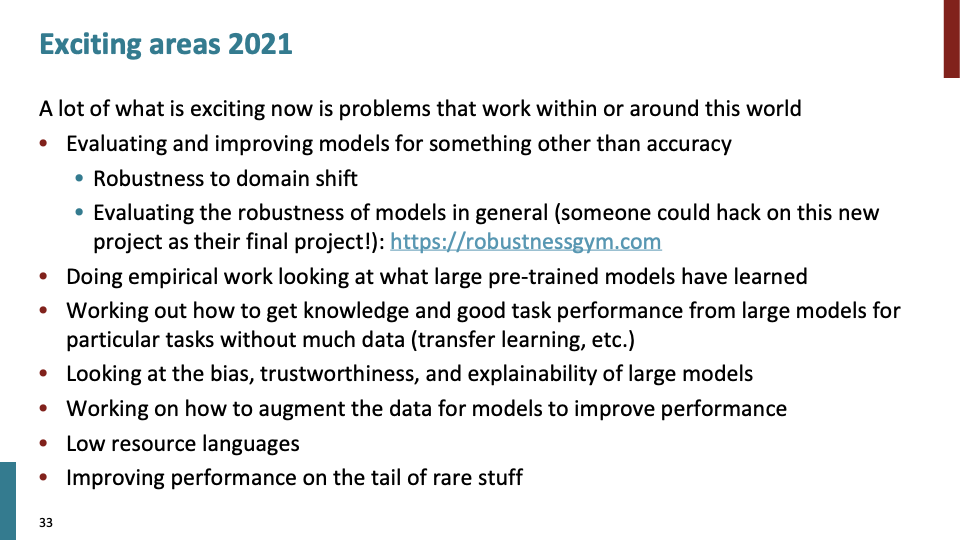 Exciting areas 2021
A lot of what is exciting now is problems that work within or around this world
• Evaluating and improving models for something other than accuracy
• Robustness to domain shift
• Evaluating the robustness of models in general (someone could hack on this new
project as their final project!): https://robustnessgym.com
• Doing empirical work looking at what large pre-trained models have learned
• Working out how to get knowledge and good task performance from large models for
particular tasks without much data (transfer learning, etc.)
• Looking at the bias, trustworthiness, and explainability of large models
• Working on how to augment the data for models to improve performance
• Low resource languages
• Improving performance on the tail of rare stuff
33